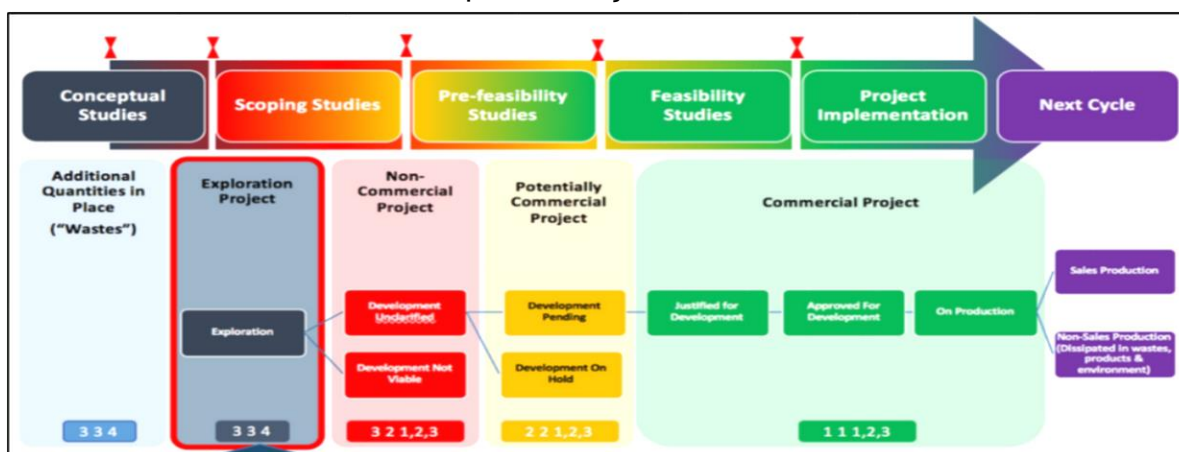 Conceptual
Studies
Scoping Studies
Pre-feasibility
Studies
Feasibility
Studies
Project
Implementation
Next Cycle
Additional
Quantities in
Place
("Wastes")
Exploration
Project
Non-
Commercial
Project
Potentially
Commercial
Project
Commercial Project
Exploration
Development
Unclarified
Development Not
Viable
Development
Pending
Development On
Hold
Justified for
Development
Approved For
Development
On Production
Sales Production
Non-Sales Production
(Dissipated in wastes,
products &
environment)
3 3 4
3 3 4
3 2 1,2,3
2 2 1,2,3
1 1 1,2,3